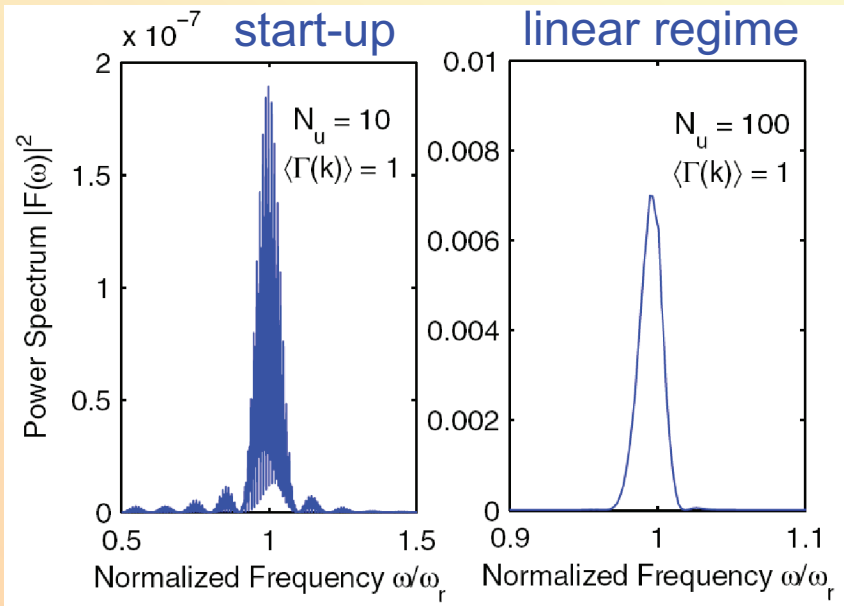 start-up
x 10⁻⁷
2
1.5
1
0.5
0
0.5
1
1.5
N_u = 10
⟨Γ(k)⟩ = 1
Power Spectrum |F(ω)|²
Normalized Frequency ω/ω_r
linear regime
0.01
0.008
0.006
0.004
0.002
0
0.9
1
1.1
N_u = 100
⟨Γ(k)⟩ = 1
Normalized Frequency ω/ω_r